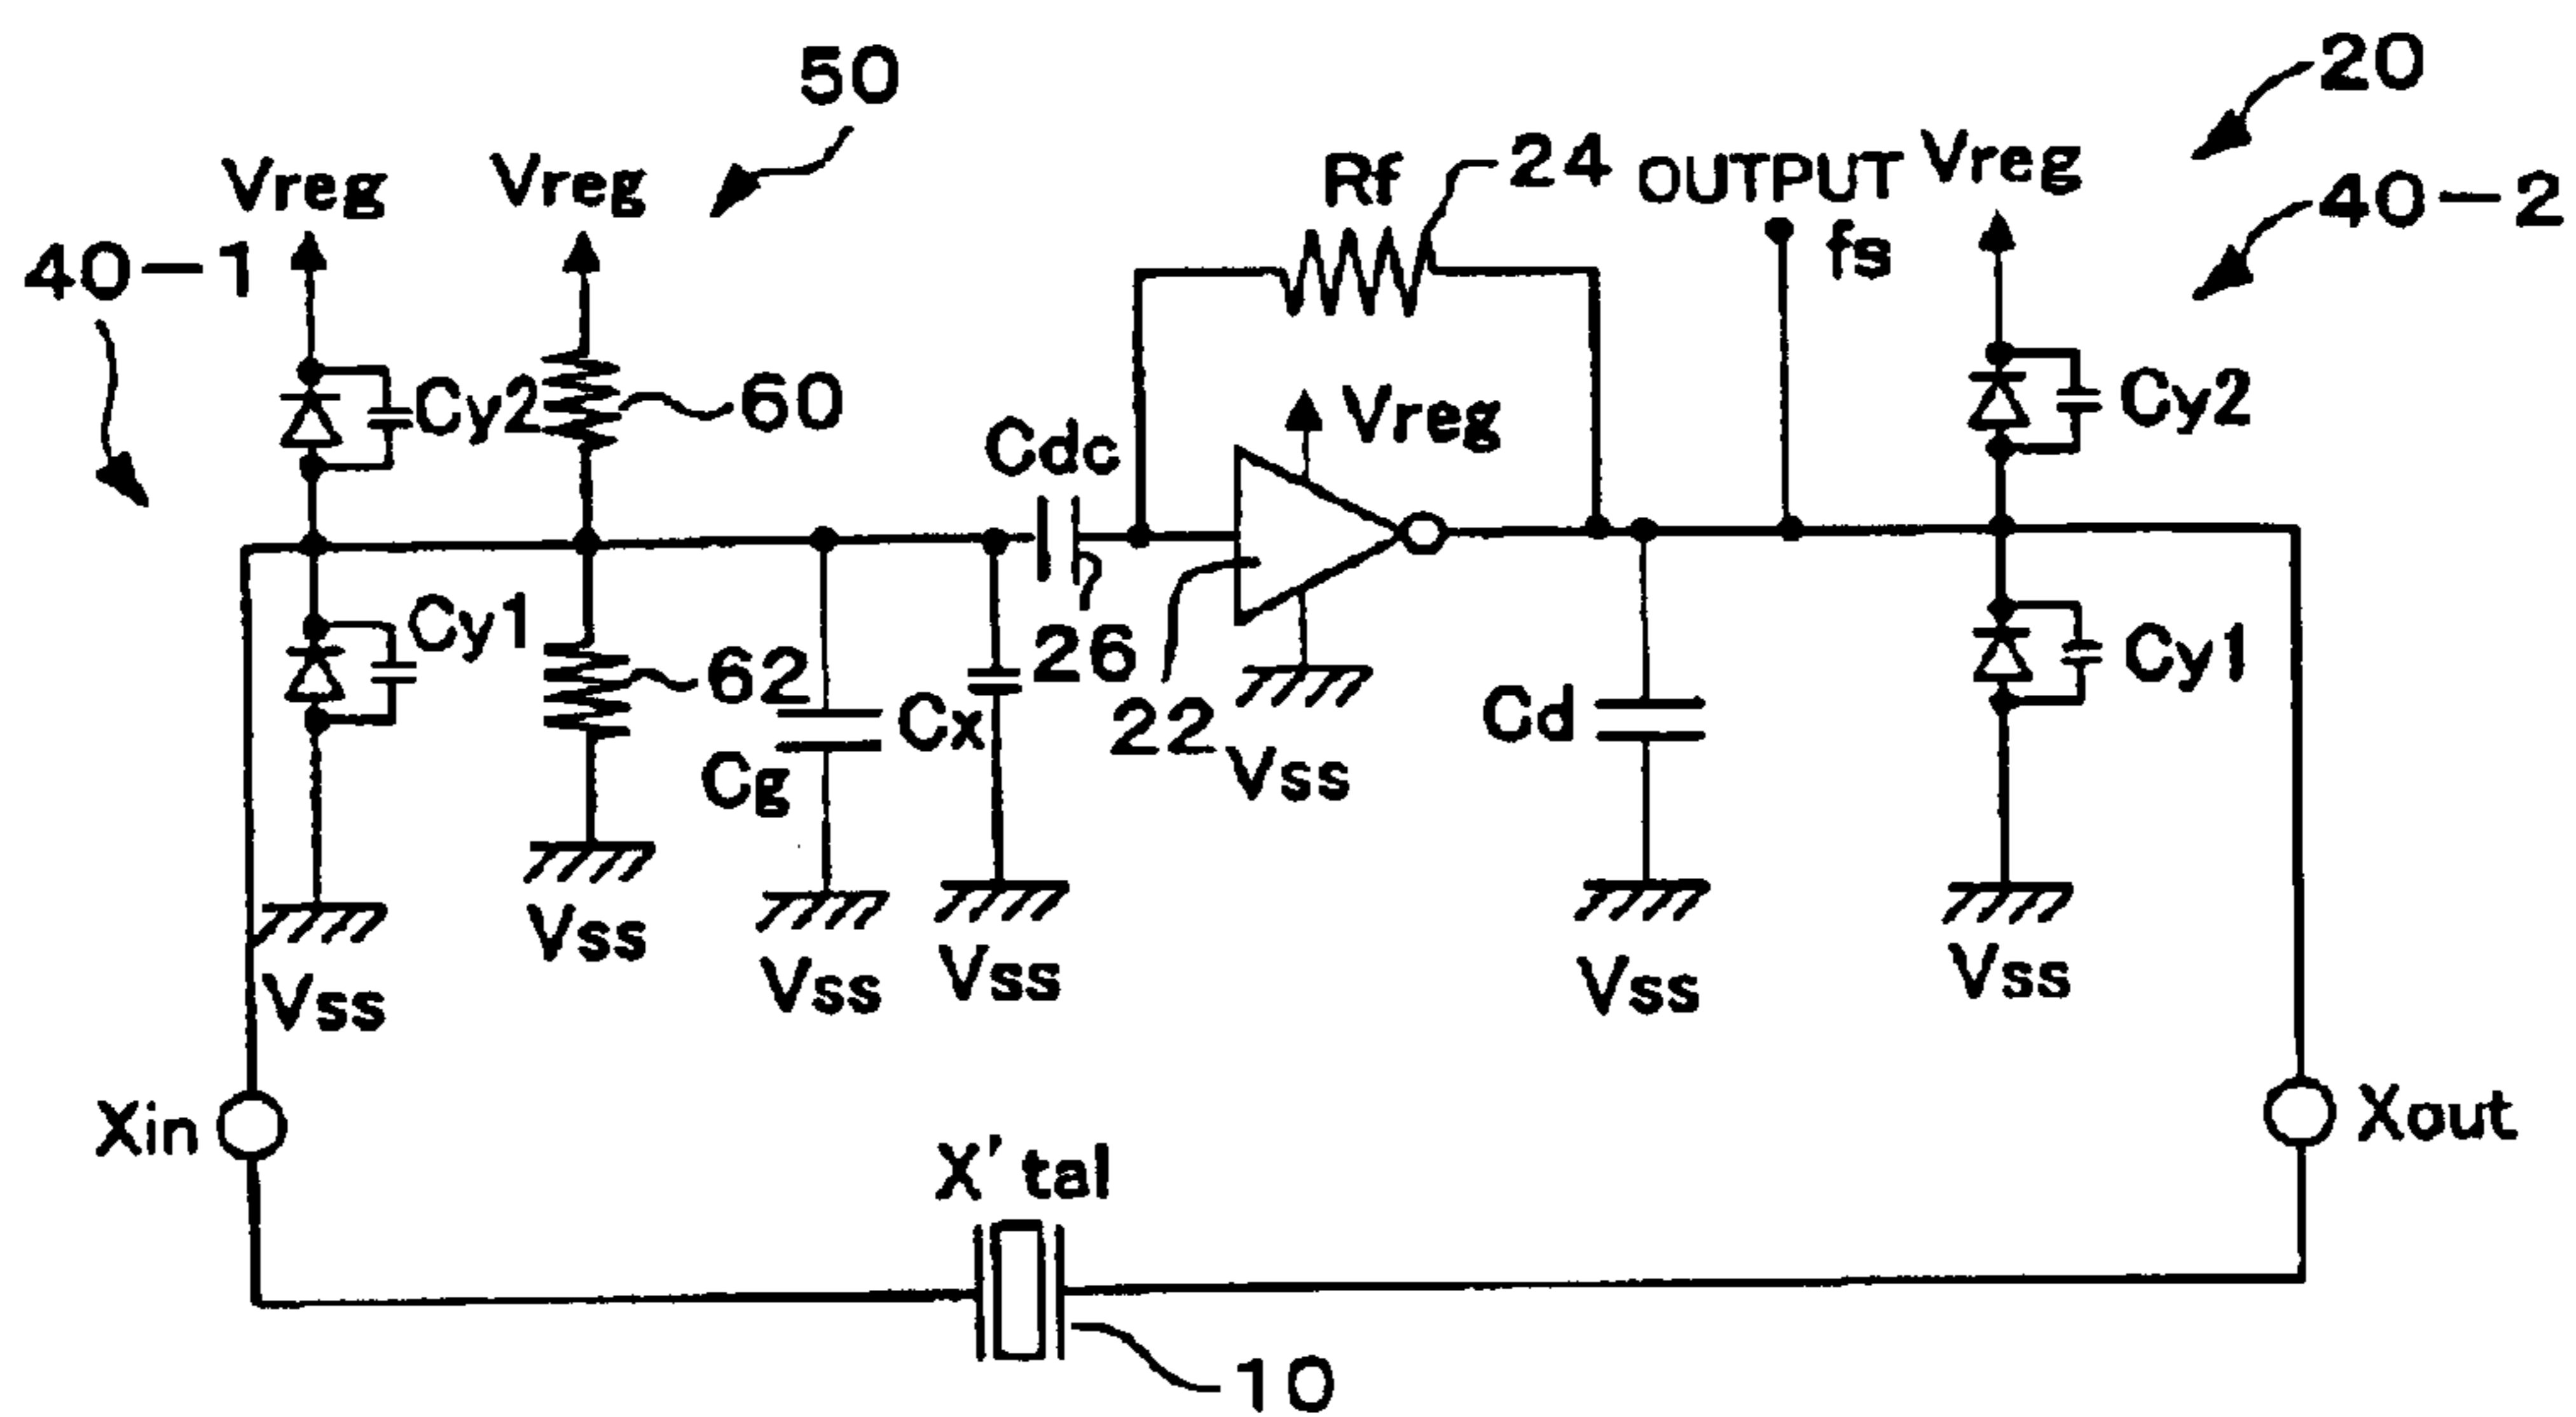 50
20
Vreg
Vreg
Rf
24
OUTPUT
fs
Vreg
40-2
40-1
Cy2
60
Cdc
Vreg
Cy2
Cy1
62
Cx
26
22
Vss
Cg
Cd
Cy1
Vss
Vss
Vss
Vss
Vss
Vss
Xin
X'tal
Xout
10